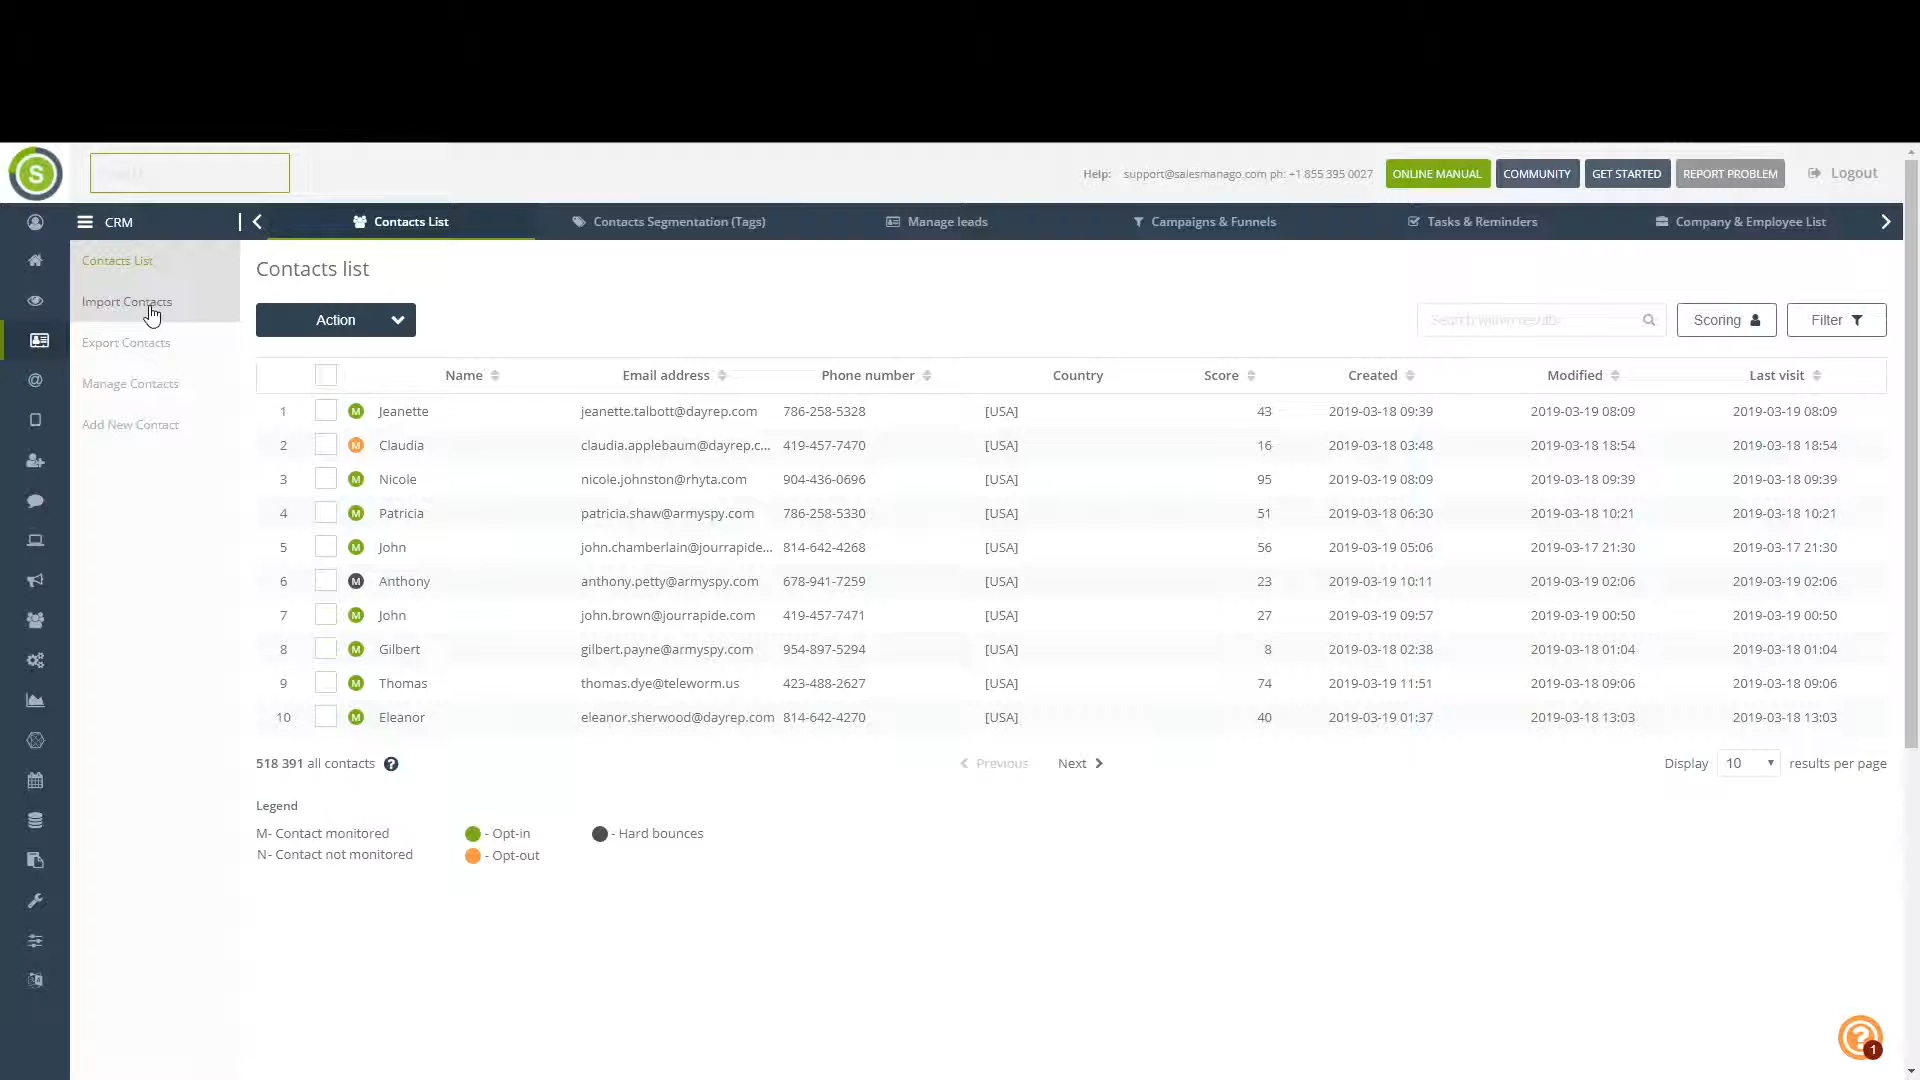 S
Help: support@salesmanago.com ph: +1 855 395 0027 ONLINE MANUAL COMMUNITY GET STARTED REPORT PROBLEM Logout
CRM Contacts List Contacts Segmentation (Tags) Manage leads Campaigns & Funnels Tasks & Reminders Company & Employee List
Contacts List
Import Contacts
Export Contacts
Manage Contacts
Add New Contact
Contacts list
Action Search within results Scoring Filter
Name Email address Phone number Country Score Created Modified Last visit
1 M Jeanette jeanette.talbott@dayrep.com 786-258-5328 [USA] 43 2019-03-18 09:39 2019-03-19 08:09 2019-03-19 08:09
2 M Claudia claudia.applebaum@dayrep.c... 419-457-7470 [USA] 16 2019-03-18 03:48 2019-03-18 18:54 2019-03-18 18:54
3 M Nicole nicole.johnston@rhyta.com 904-436-0696 [USA] 95 2019-03-19 08:09 2019-03-18 09:39 2019-03-18 09:39
4 M Patricia patricia.shaw@armyspy.com 786-258-5330 [USA] 51 2019-03-18 06:30 2019-03-18 10:21 2019-03-18 10:21
5 M John john.chamberlain@jourrapide... 814-642-4268 [USA] 56 2019-03-19 05:06 2019-03-17 21:30 2019-03-17 21:30
6 M Anthony anthony.petty@armyspy.com 678-941-7259 [USA] 23 2019-03-19 10:11 2019-03-19 02:06 2019-03-19 02:06
7 M John john.brown@jourrapide.com 419-457-7471 [USA] 27 2019-03-19 09:57 2019-03-19 00:50 2019-03-19 00:50
8 M Gilbert gilbert.payne@armyspy.com 954-897-5294 [USA] 8 2019-03-18 02:38 2019-03-18 01:04 2019-03-18 01:04
9 M Thomas thomas.dye@teleworm.us 423-488-2627 [USA] 74 2019-03-19 11:51 2019-03-18 09:06 2019-03-18 09:06
10 M Eleanor eleanor.sherwood@dayrep.com 814-642-4270 [USA] 40 2019-03-19 01:37 2019-03-18 13:03 2019-03-18 13:03
518 391 all contacts ? Previous Next Display 10 results per page
Legend
M- Contact monitored - Opt-in - Hard bounces
N- Contact not monitored - Opt-out
? 1